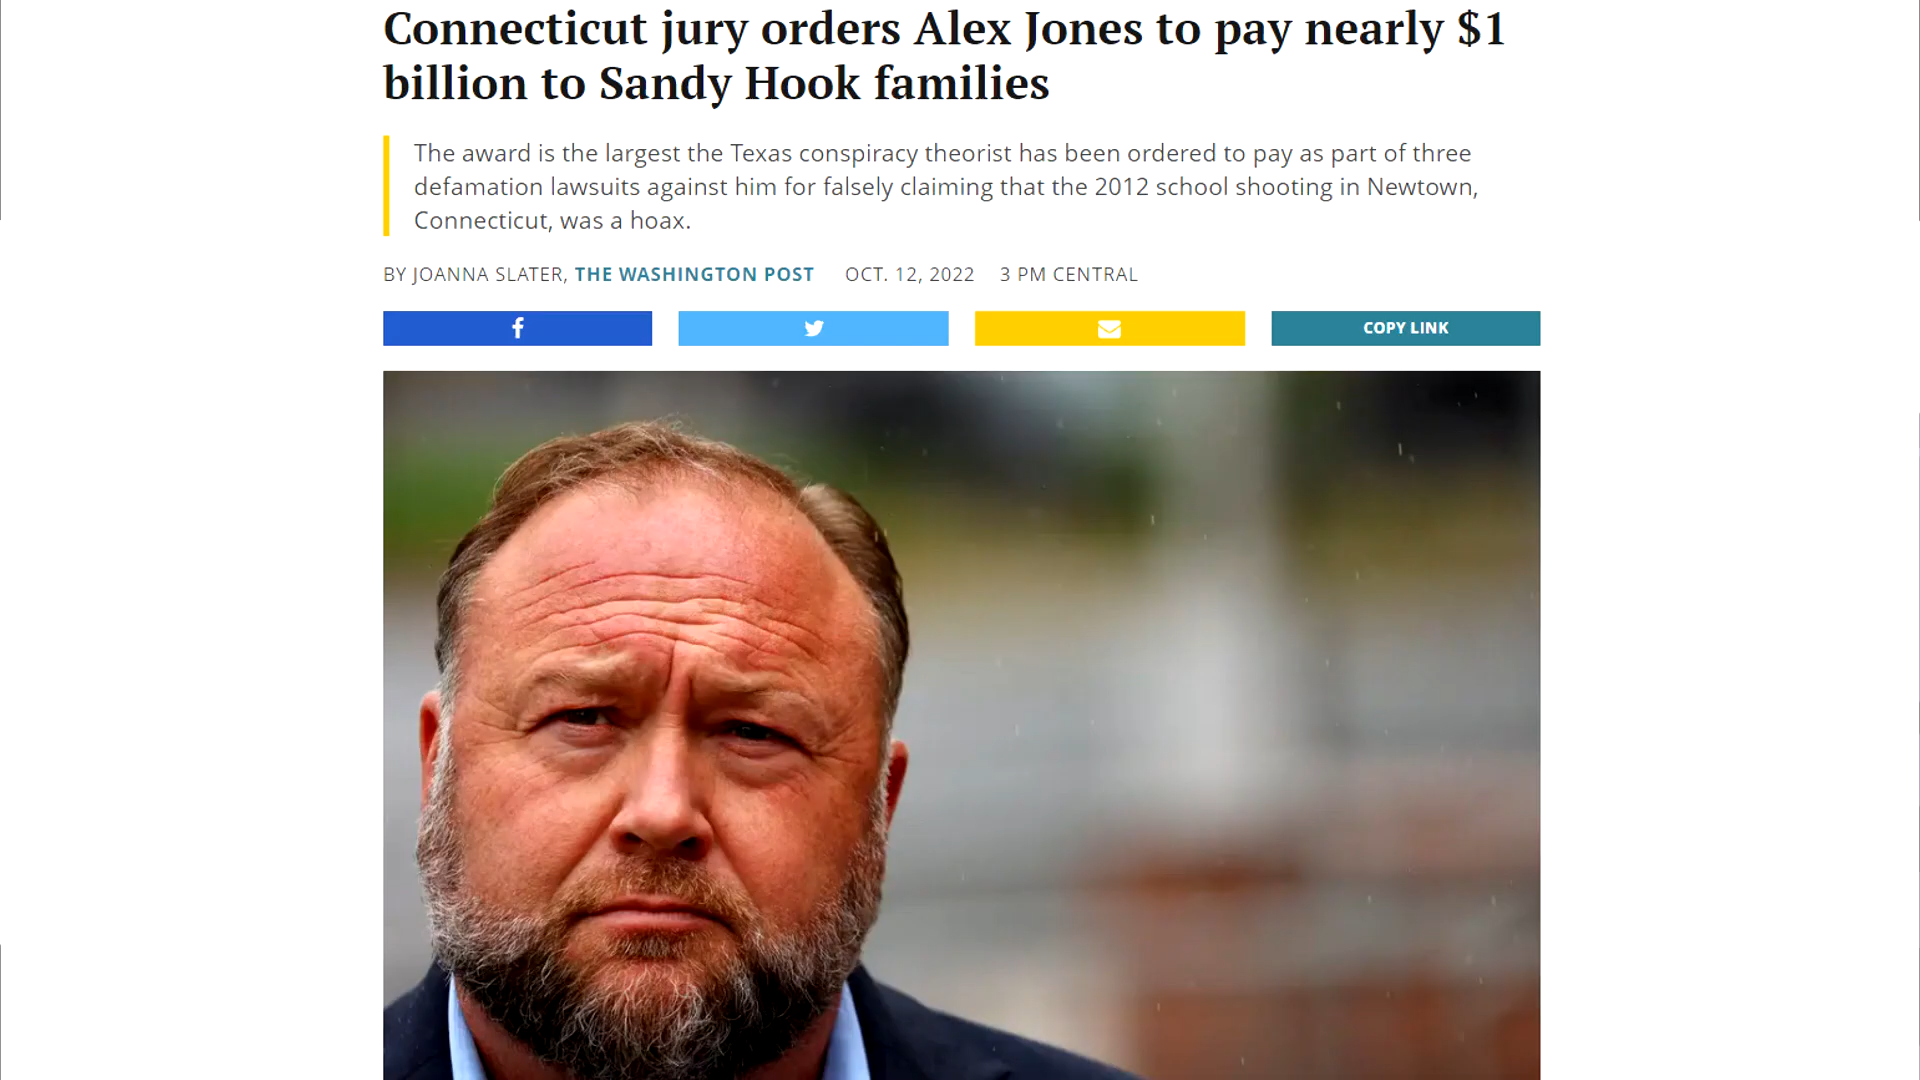 Connecticut jury orders Alex Jones to pay nearly $1
billion to Sandy Hook families
The award is the largest the Texas conspiracy theorist has been ordered to pay as part of three
defamation lawsuits against him for falsely claiming that the 2012 school shooting in Newtown,
Connecticut, was a hoax.
BY JOANNA SLATER, THE WASHINGTON POST OCT. 12, 2022 3 PM CENTRAL
COPY LINK